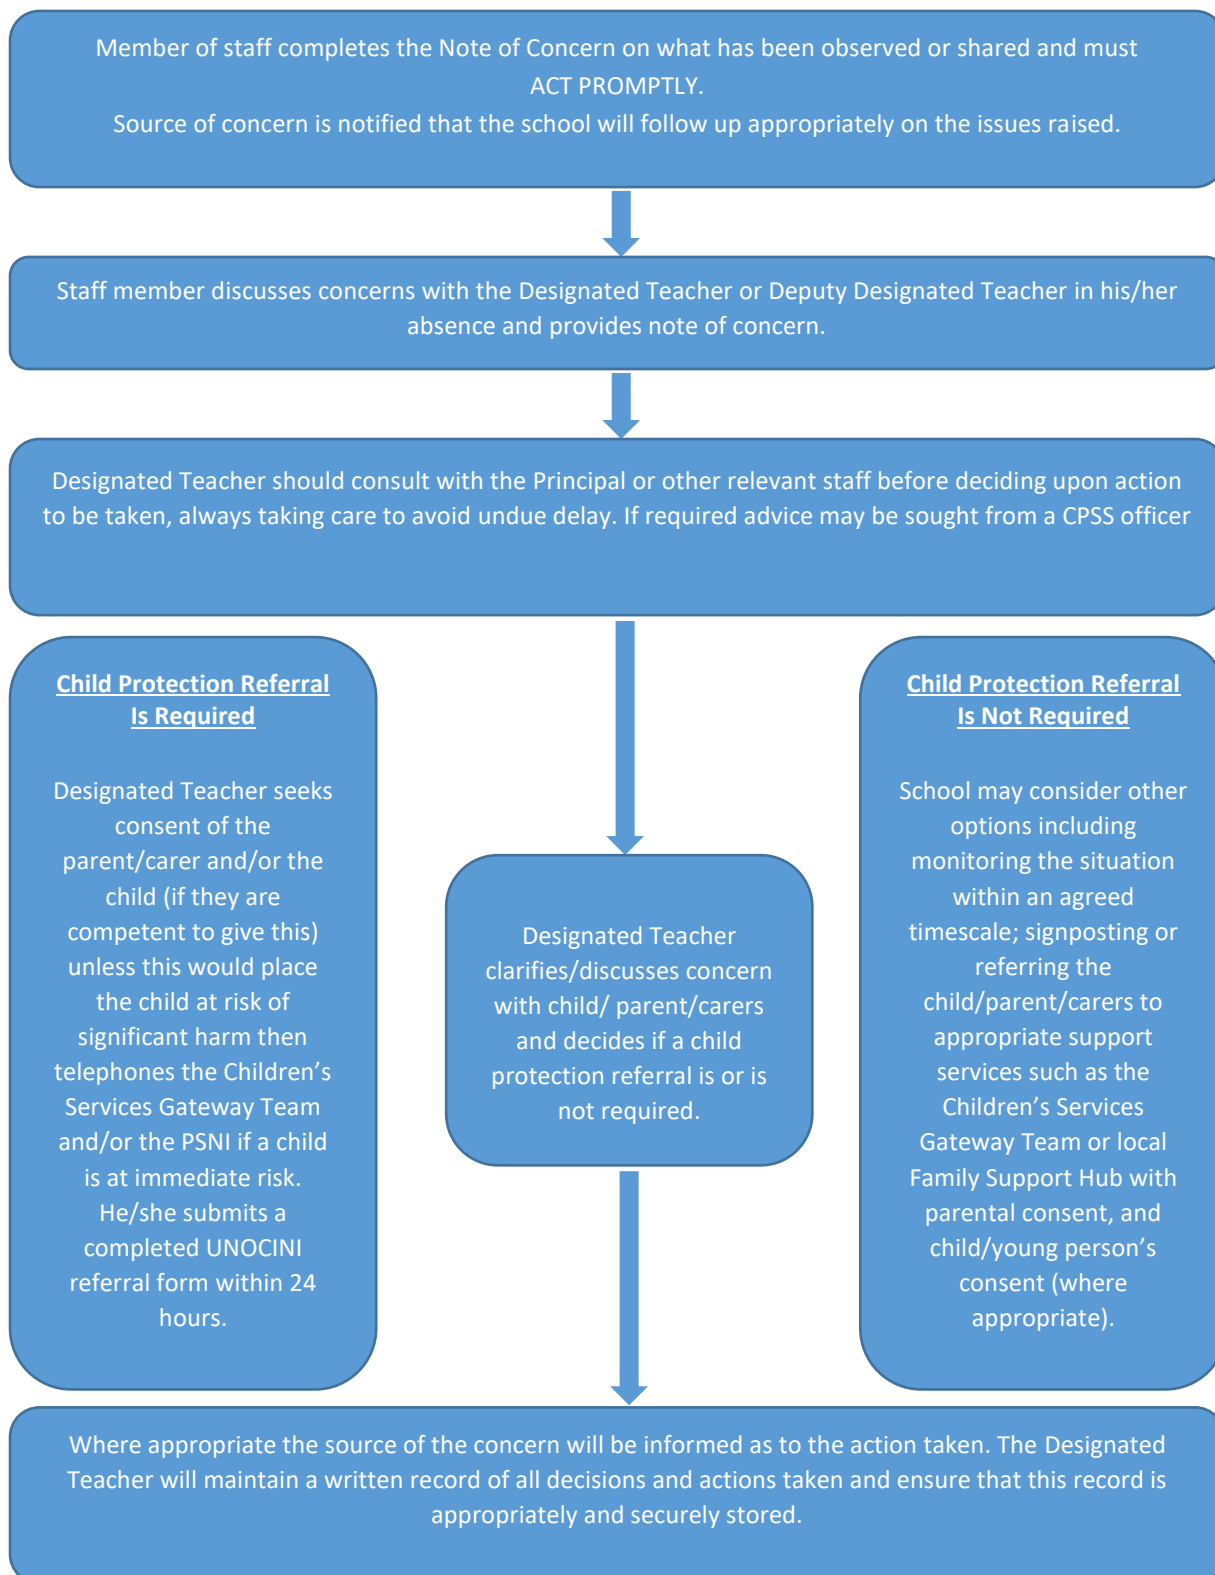 Member of staff completes the Note of Concern on what has been observed or shared and must
ACT PROMPTLY.
Source of concern is notified that the school will follow up appropriately on the issues raised.
Staff member discusses concerns with the Designated Teacher or Deputy Designated Teacher in his/her
absence and provides note of concern.
Designated Teacher should consult with the Principal or other relevant staff before deciding upon action
to be taken, always taking care to avoid undue delay. If required advice may be sought from a CPSS officer
Child Protection Referral
Is Required
Designated Teacher seeks
consent of the
parent/carer and/or the
child (if they are
competent to give this)
unless this would place
the child at risk of
significant harm then
telephones the Children’s
Services Gateway Team
and/or the PSNI if a child
is at immediate risk.
He/she submits a
completed UNOCINI
referral form within 24
hours.
Designated Teacher
clarifies/discusses concern
with child/ parent/carers
and decides if a child
protection referral is or is
not required.
Child Protection Referral
Is Not Required
School may consider other
options including
monitoring the situation
within an agreed
timescale; signposting or
referring the
child/parent/carers to
appropriate support
services such as the
Children’s Services
Gateway Team or local
Family Support Hub with
parental consent, and
child/young person’s
consent (where
appropriate).
Where appropriate the source of the concern will be informed as to the action taken. The Designated
Teacher will maintain a written record of all decisions and actions taken and ensure that this record is
appropriately and securely stored.